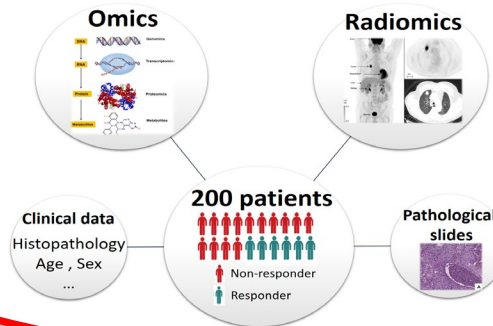 Omics
DNA
Genomics
Transcriptomic
RNA
Protein
Proteomics
Metabolites
Metabolites
Radiomics
200 patients
Non-responder
Responder
Clinical data
Histopathology
Age , Sex
...
Pathological
slides
A